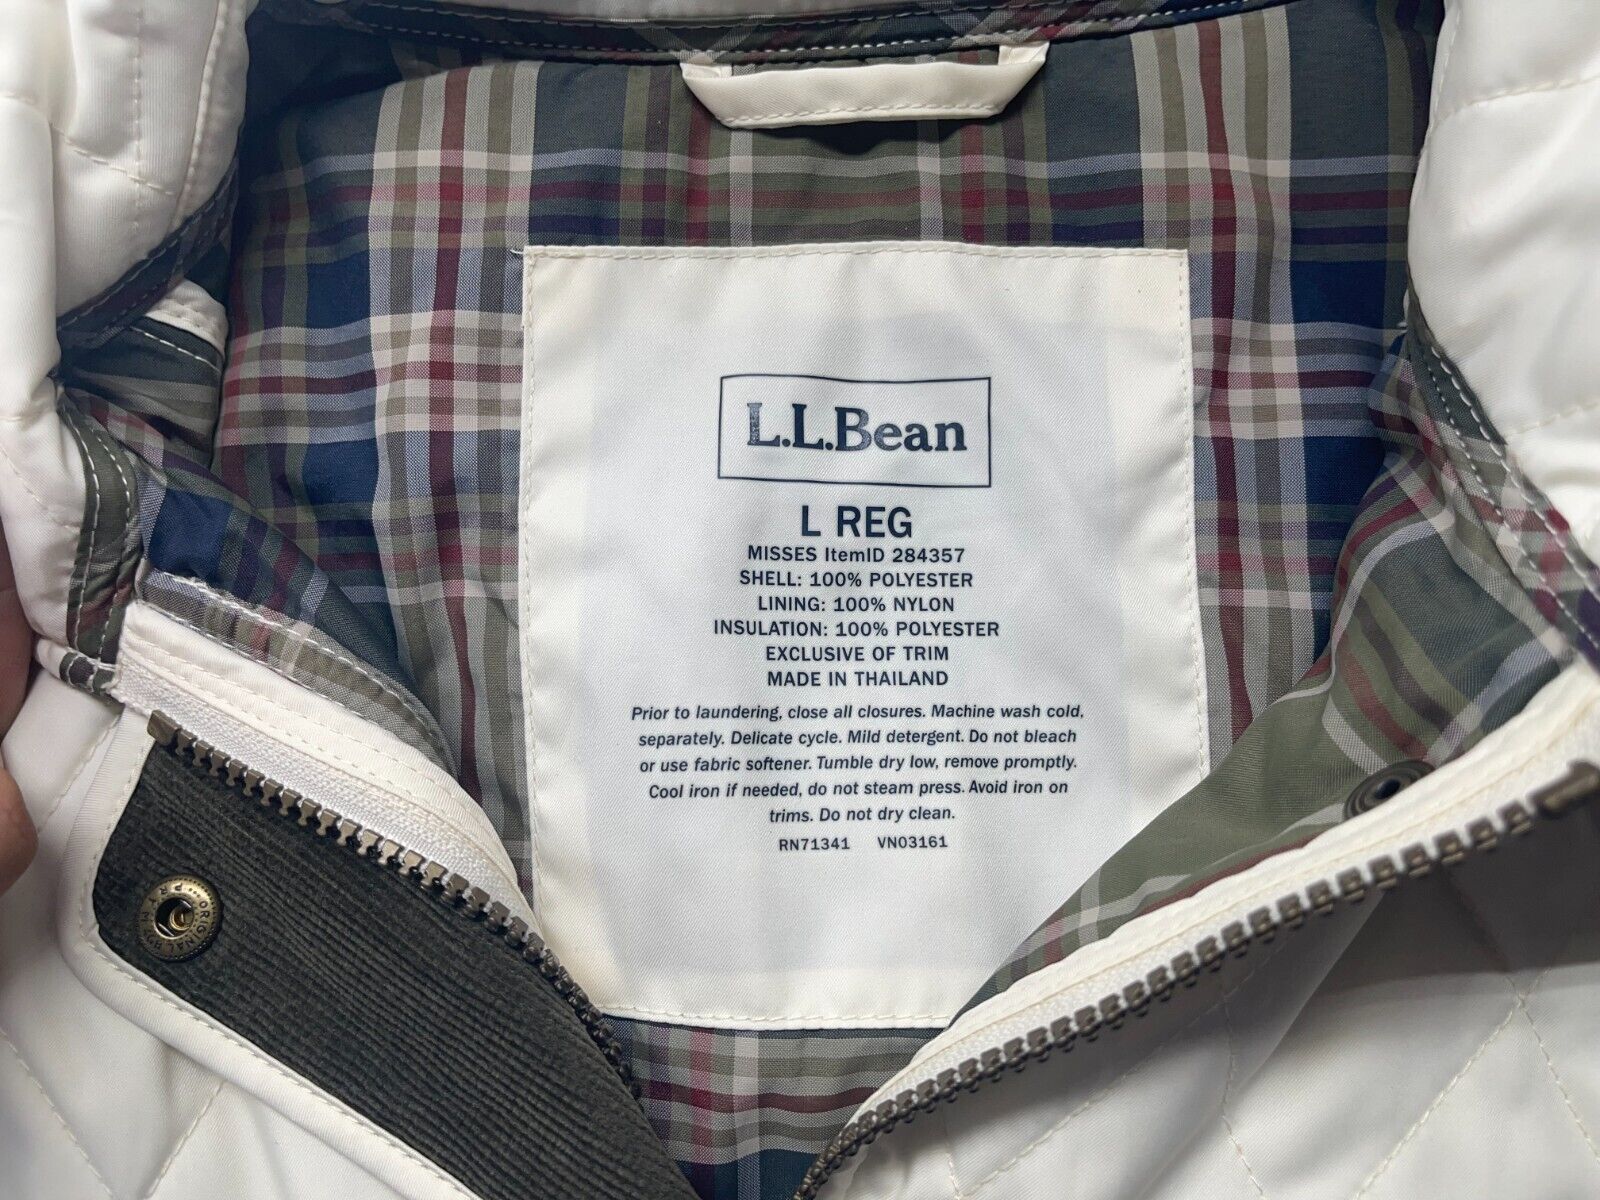 L.L.Bean
L REG
MISSES ItemID 284357
SHELL: 100% POLYESTER
LINING: 100% NYLON
INSULATION: 100% POLYESTER
EXCLUSIVE OF TRIM
MADE IN THAILAND
Prior to laundering, close all closures. Machine wash cold,
separately. Delicate cycle. Mild detergent. Do not bleach
or use fabric softener. Tumble dry low, remove promptly.
Cool iron if needed, do not steam press. Avoid iron on
trims. Do not dry clean.
RN71341 VN03161
ORIGINAL
PRYM